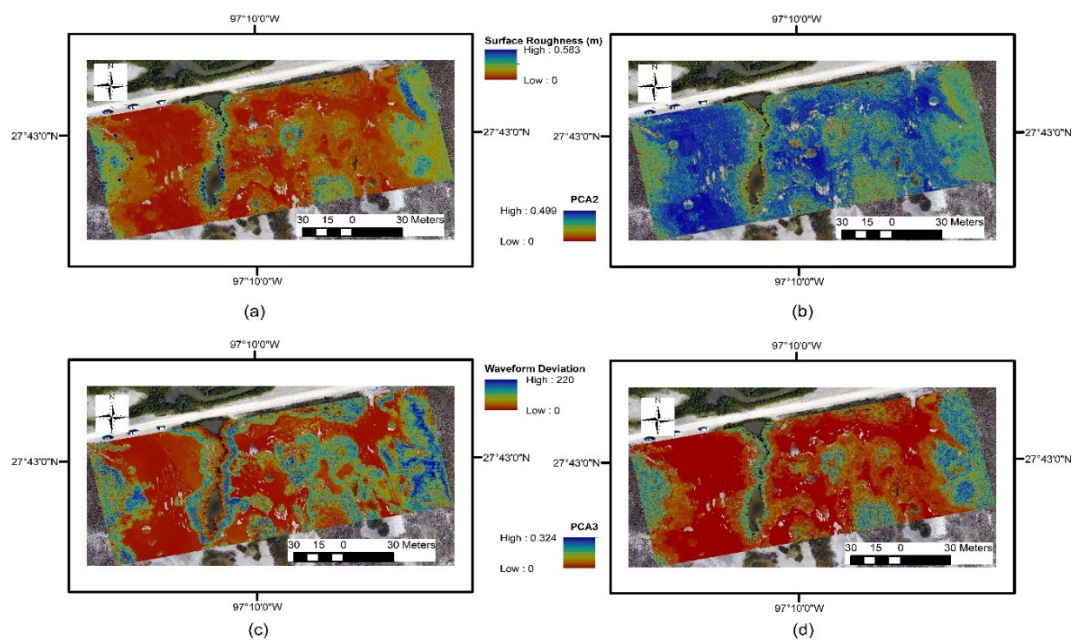 97°10'0"W
97°10'0"W
Surface Roughness (m)
High : 0.583
Low : 0
N
N
27°43'0"N
27°43'0"N
27°43'0"N
PCA2
High : 0.499
Low : 0
30 15 0 30 Meters
30 15 0 30 Meters
97°10'0"W
97°10'0"W
(a)
(b)
97°10'0"W
97°10'0"W
Waveform Deviation
High : 220
Low : 0
N
N
27°43'0"N
27°43'0"N
27°43'0"N
PCA3
High : 0.324
Low : 0
30 15 0 30 Meters
30 15 0 30 Meters
97°10'0"W
97°10'0"W
(c)
(d)